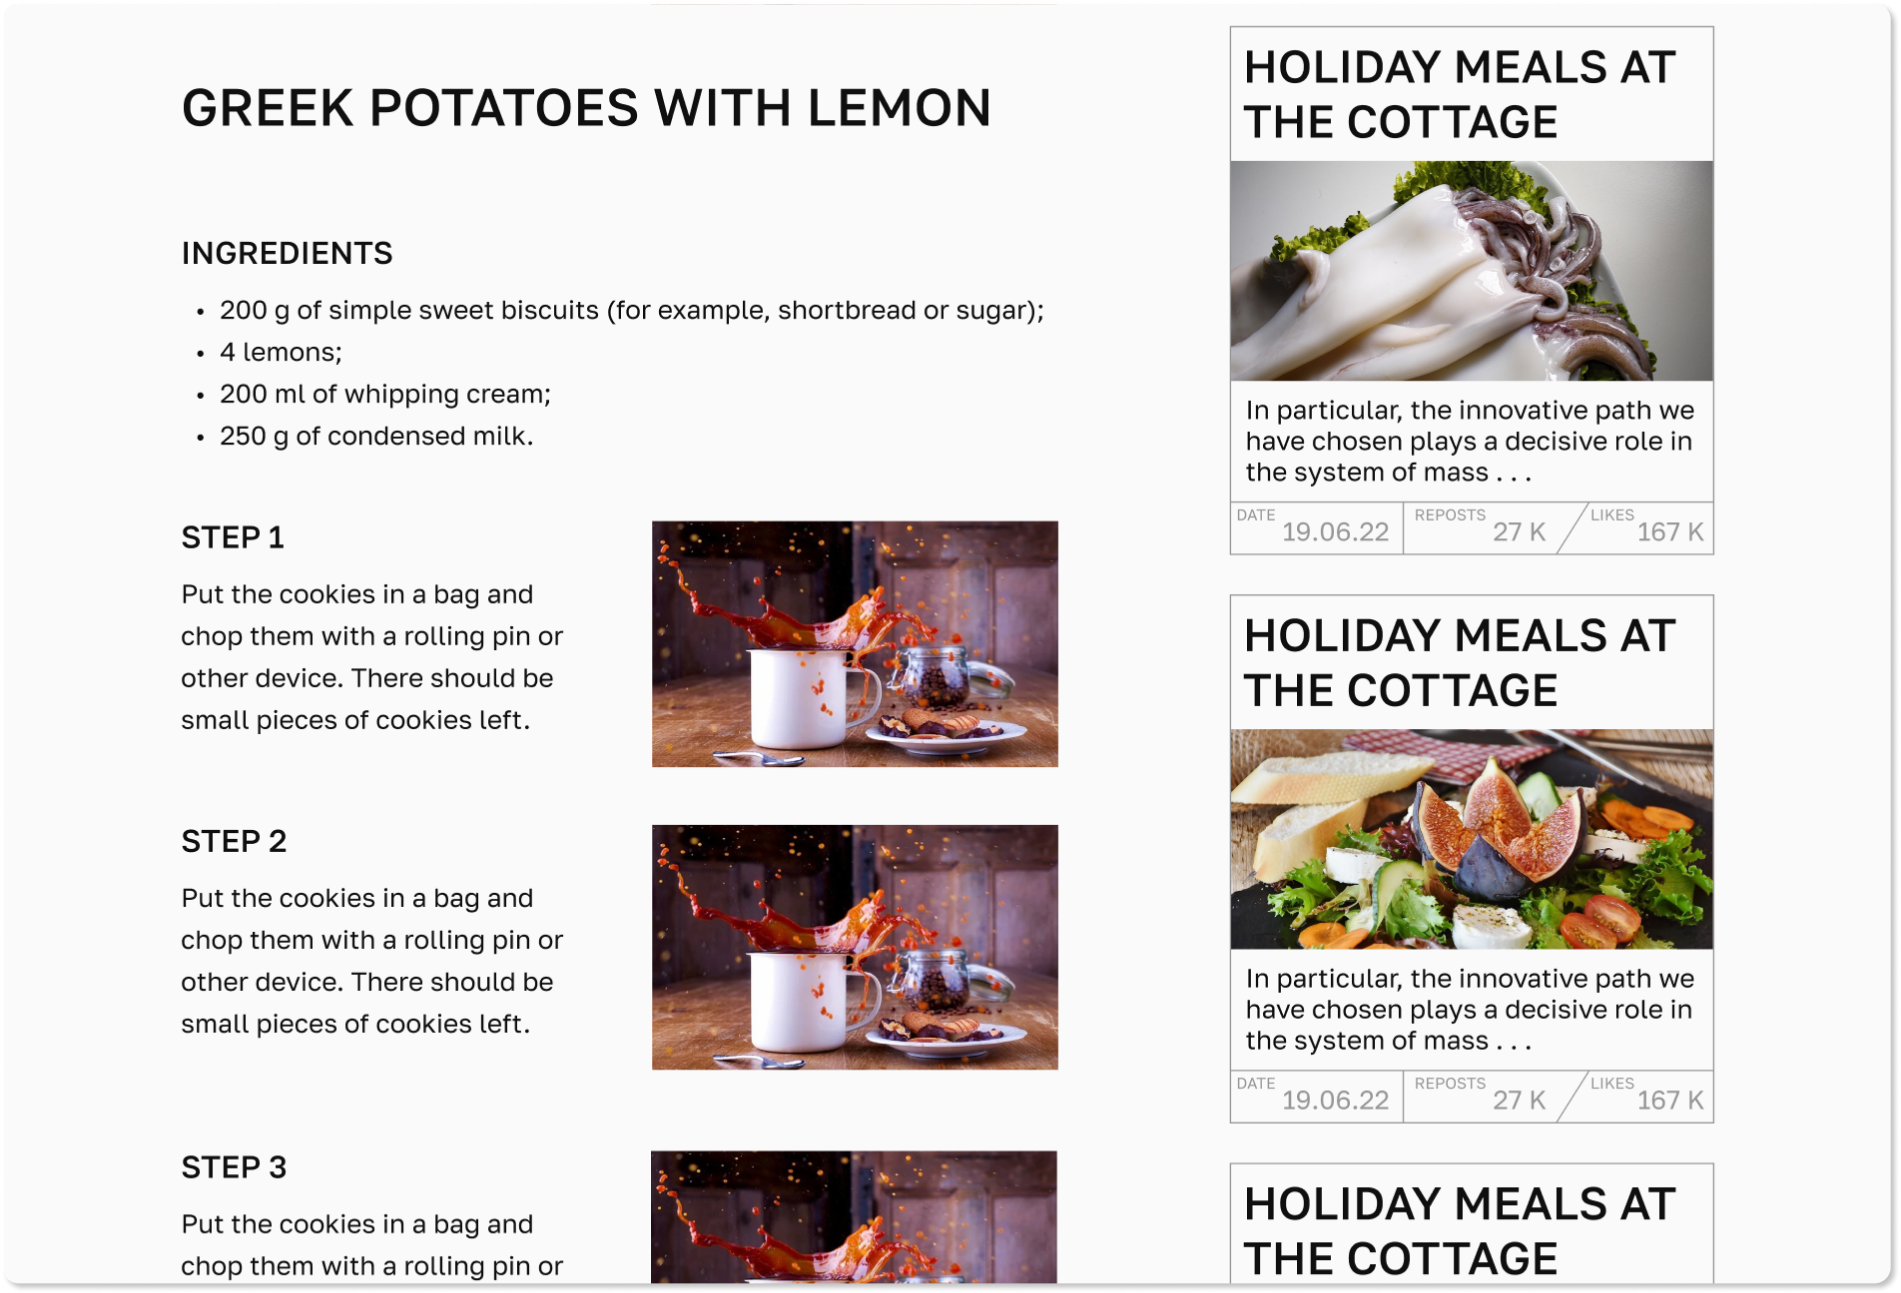 GREEK POTATOES WITH LEMON
INGREDIENTS
• 200 g of simple sweet biscuits (for example, shortbread or sugar);
• 4 lemons;
• 200 ml of whipping cream;
• 250 g of condensed milk.
STEP 1
Put the cookies in a bag and
chop them with a rolling pin or
other device. There should be
small pieces of cookies left.
STEP 2
Put the cookies in a bag and
chop them with a rolling pin or
other device. There should be
small pieces of cookies left.
STEP 3
Put the cookies in a bag and
chop them with a rolling pin or
HOLIDAY MEALS AT
THE COTTAGE
In particular, the innovative path we
have chosen plays a decisive role in
the system of mass . . .
DATE 19.06.22 REPOSTS 27 K LIKES 167 K
HOLIDAY MEALS AT
THE COTTAGE
In particular, the innovative path we
have chosen plays a decisive role in
the system of mass . . .
DATE 19.06.22 REPOSTS 27 K LIKES 167 K
HOLIDAY MEALS AT
THE COTTAGE